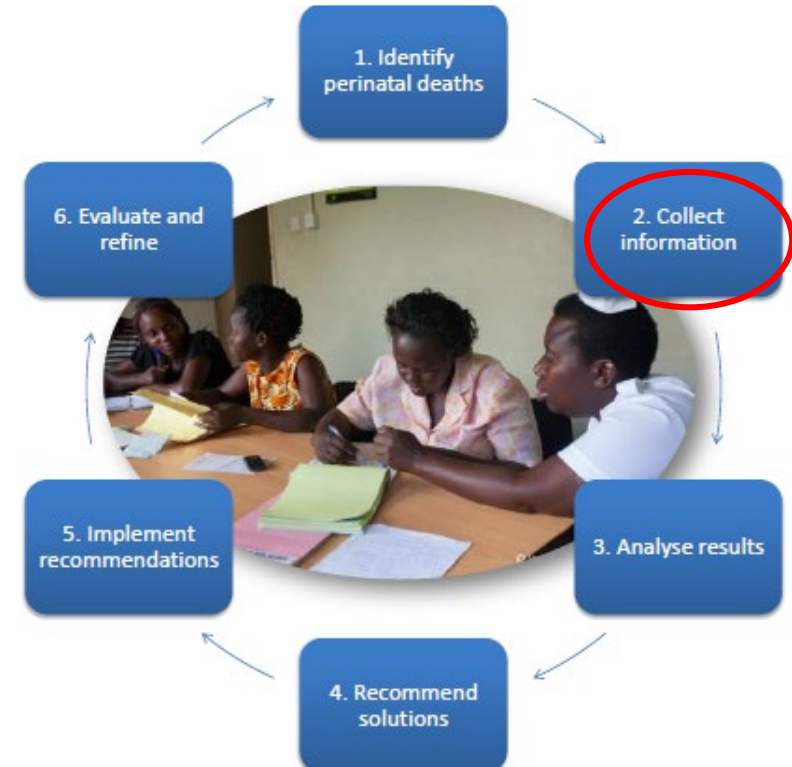 1. Identify
perinatal deaths
2. Collect
information
3. Analyse results
4. Recommend
solutions
5. Implement
recommendations
6. Evaluate and
refine